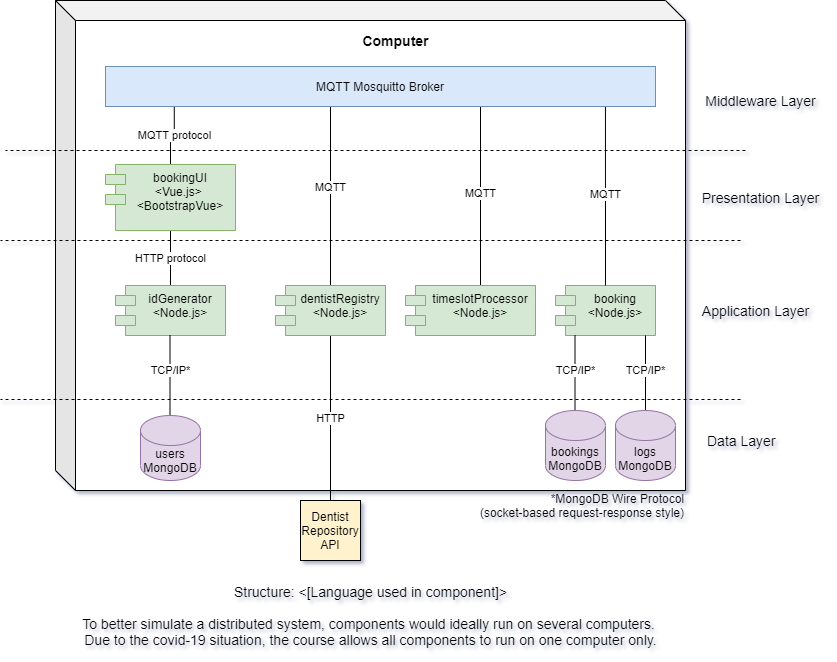 Computer
MQTT Mosquitto Broker
Middleware Layer
MQTT protocol
bookingUI
<Vue.js>
<BootstrapVue>
MQTT
MQTT
MQTT
Presentation Layer
HTTP protocol
idGenerator
<Node.js>
dentistRegistry
<Node.js>
timeslotProcessor
<Node.js>
booking
<Node.js>
Application Layer
TCP/IP*
TCP/IP*
TCP/IP*
HTTP
users
MongoDB
bookings
MongoDB
logs
MongoDB
Data Layer
*MongoDB Wire Protocol
(socket-based request-response style)
Dentist
Repository
API
Structure: <[Language used in component]>
To better simulate a distributed system, components would ideally run on several computers.
Due to the covid-19 situation, the course allows all components to run on one computer only.